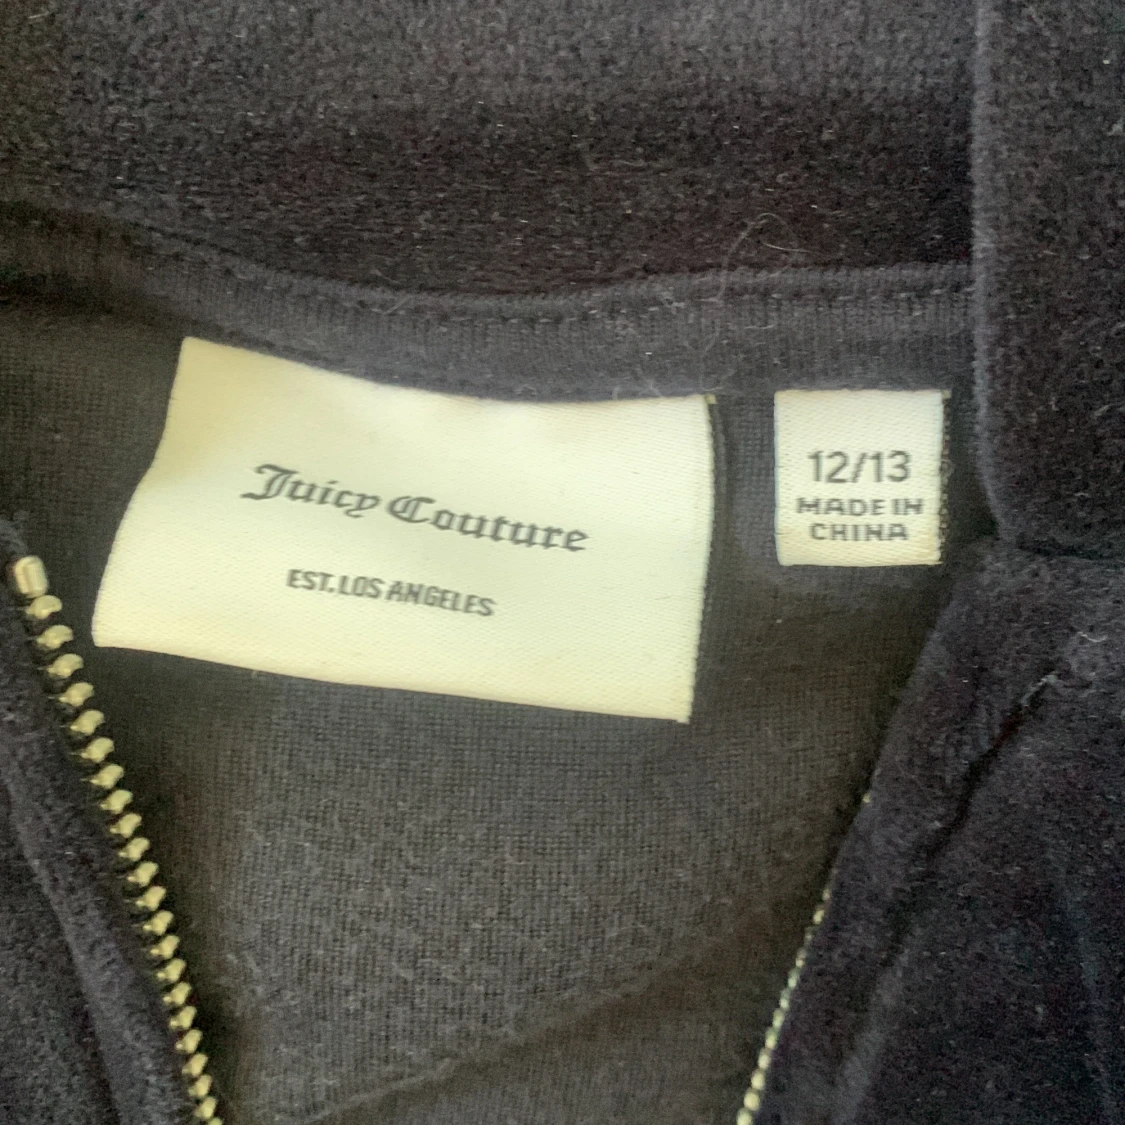 Juicy Couture
EST. LOS ANGELES
12/13
MADE IN
CHINA